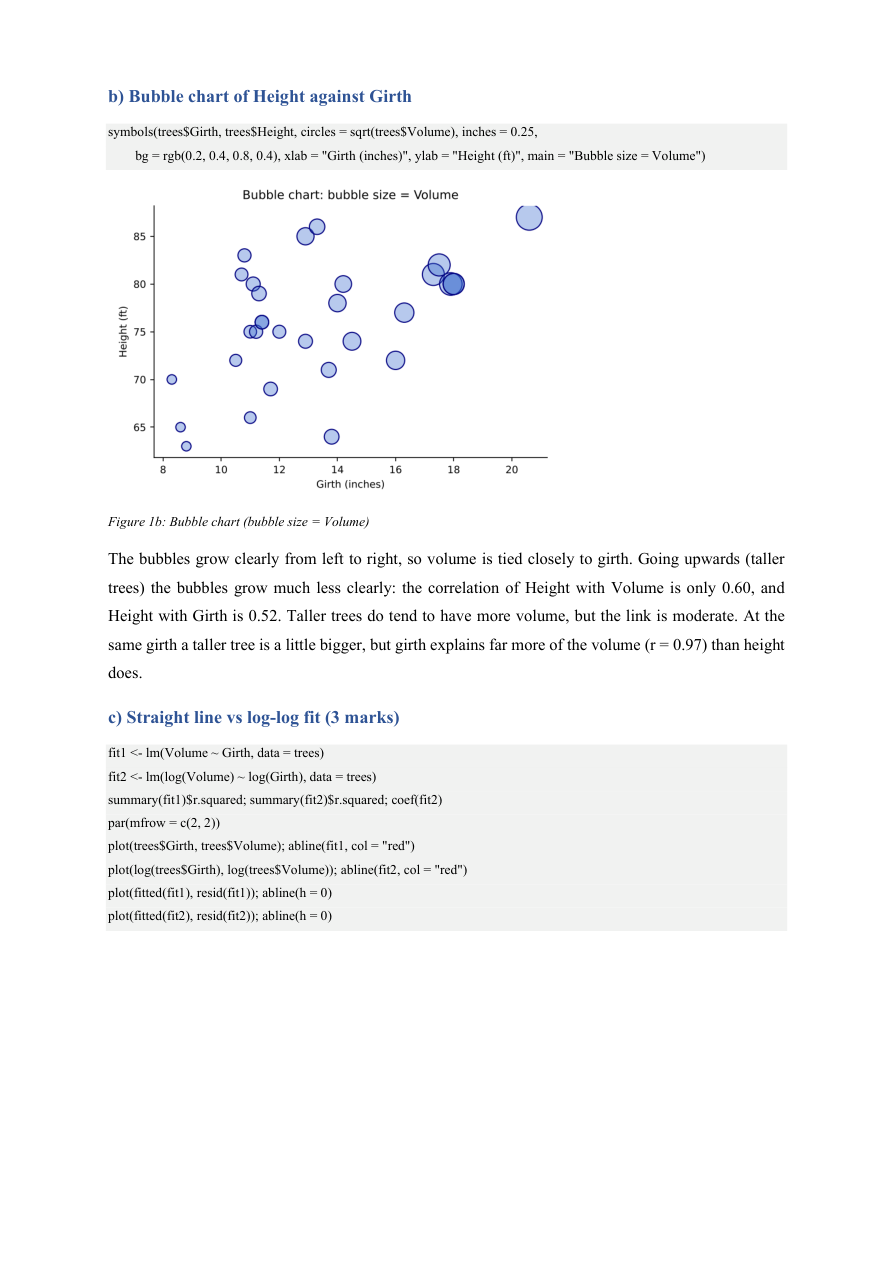 b) Bubble chart of Height against Girth
symbols(trees$Girth, trees$Height, circles = sqrt(trees$Volume), inches = 0.25,
bg = rgb(0.2, 0.4, 0.8, 0.4), xlab = "Girth (inches)", ylab = "Height (ft)", main = "Bubble size = Volume")
Bubble chart: bubble size = Volume
85
80
75
70
65
Height (ft)
8 10 12 14 16 18 20
Girth (inches)
Figure 1b: Bubble chart (bubble size = Volume)
The bubbles grow clearly from left to right, so volume is tied closely to girth. Going upwards (taller
trees) the bubbles grow much less clearly: the correlation of Height with Volume is only 0.60, and
Height with Girth is 0.52. Taller trees do tend to have more volume, but the link is moderate. At the
same girth a taller tree is a little bigger, but girth explains far more of the volume (r = 0.97) than height
does.
c) Straight line vs log-log fit (3 marks)
fit1 <- lm(Volume ~ Girth, data = trees)
fit2 <- lm(log(Volume) ~ log(Girth), data = trees)
summary(fit1)$r.squared; summary(fit2)$r.squared; coef(fit2)
par(mfrow = c(2, 2))
plot(trees$Girth, trees$Volume); abline(fit1, col = "red")
plot(log(trees$Girth), log(trees$Volume)); abline(fit2, col = "red")
plot(fitted(fit1), resid(fit1)); abline(h = 0)
plot(fitted(fit2), resid(fit2)); abline(h = 0)